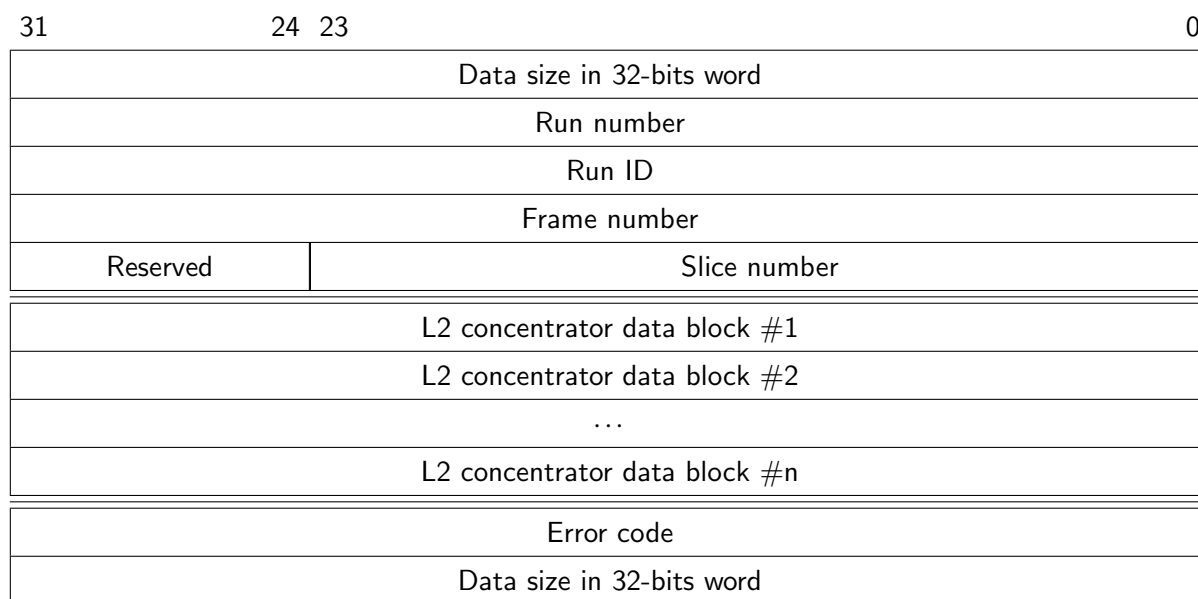 31 24 23 0
Data size in 32-bits word
Run number
Run ID
Frame number
Reserved Slice number
L2 concentrator data block #1
L2 concentrator data block #2
...
L2 concentrator data block #n
Error code
Data size in 32-bits word